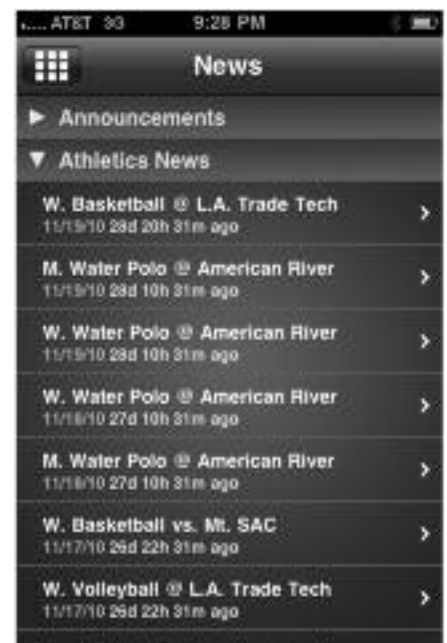 AT&T 3G 9:28 PM
News
Announcements
Athletics News
W. Basketball @ L.A. Trade Tech
11/19/10 28d 20h 31m ago
M. Water Polo @ American River
11/19/10 28d 10h 31m ago
W. Water Polo @ American River
11/19/10 28d 10h 31m ago
W. Water Polo @ American River
11/18/10 27d 10h 31m ago
M. Water Polo @ American River
11/18/10 27d 10h 31m ago
W. Basketball vs. Mt. SAC
11/17/10 26d 22h 31m ago
W. Volleyball @ L.A. Trade Tech
11/17/10 26d 22h 31m ago